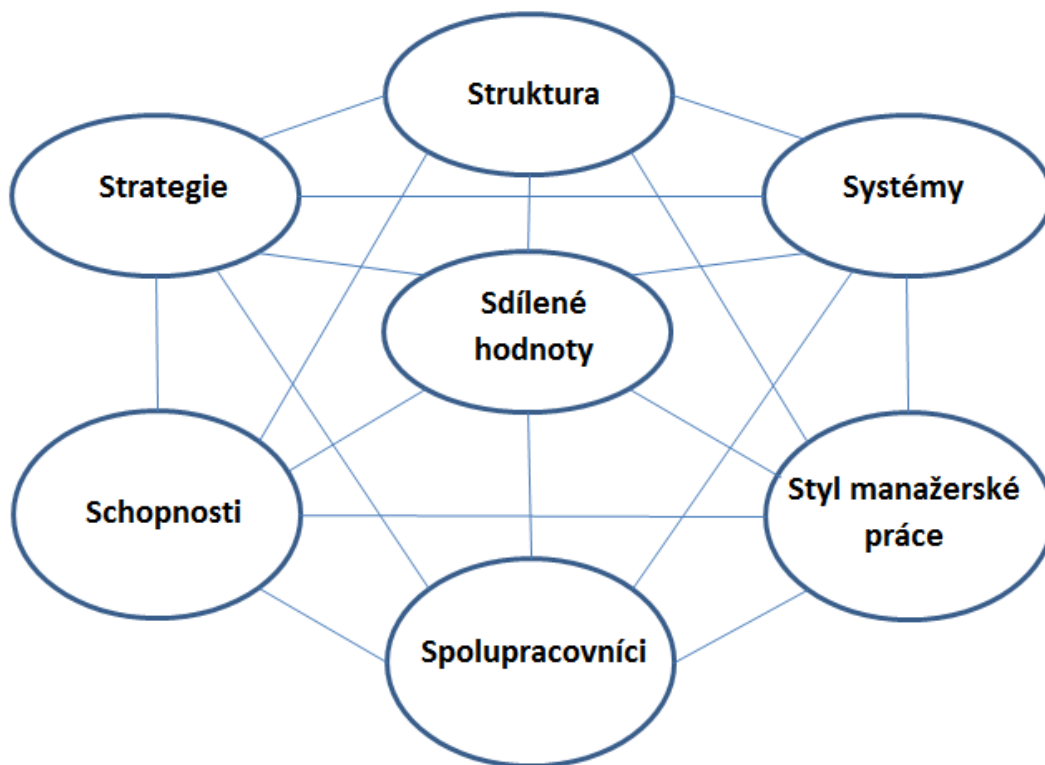 Struktura
Strategie
Systémy
Sdílené
hodnoty
Schopnosti
Styl manažerské
práce
Spolupracovníci